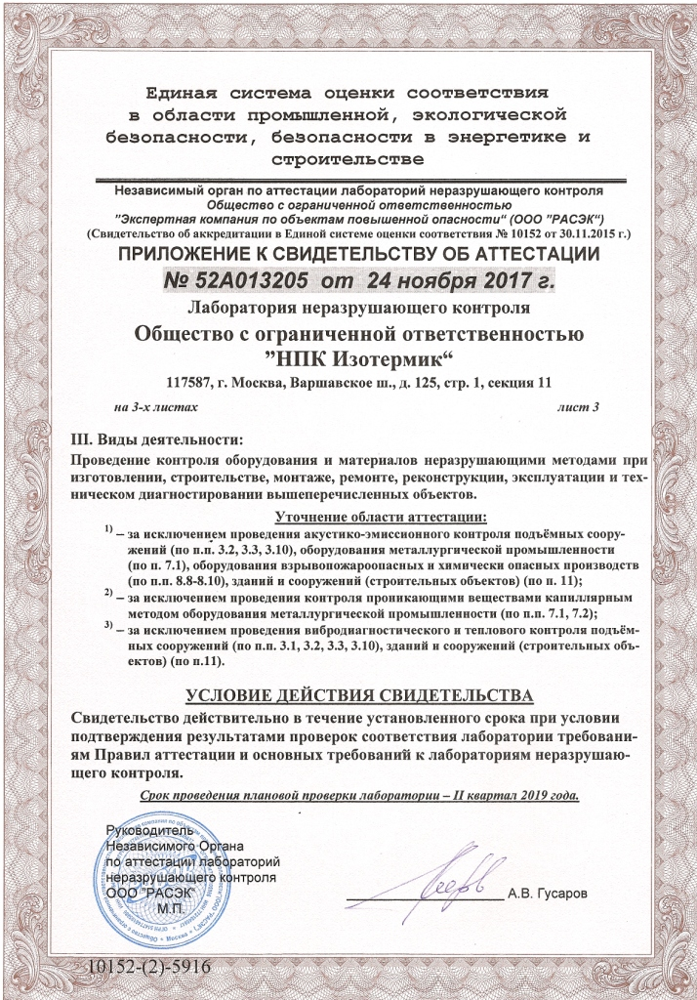 Единая система оценки соответствия
в области промышленной, экологической
безопасности, безопасности в энергетике и
строительстве
Независимый орган по аттестации лабораторий неразрушающего контроля
Общество с ограниченной ответственностью
"Экспертная компания по объектам повышенной опасности“ (ООО "РАСЭК“)
(Свидетельство об аккредитации в Единой системе оценки соответствия № 10152 от 30.11.2015 г.)
ПРИЛОЖЕНИЕ К СВИДЕТЕЛЬСТВУ ОБ АТТЕСТАЦИИ
№ 52А013205 от 24 ноября 2017 г.
Лаборатория неразрушающего контроля
Общество с ограниченной ответственностью
”НПК Изотермик“
117587, г. Москва, Варшавское ш., д. 125, стр. 1, секция 11
на 3-х листах лист 3
III. Виды деятельности:
Проведение контроля оборудования и материалов неразрушающими методами при
изготовлении, строительстве, монтаже, ремонте, реконструкции, эксплуатации и тех-
ническом диагностировании вышеперечисленных объектов.
Уточнение области аттестации:
1) – за исключением проведения акустико-эмиссионного контроля подъёмных соору-
жений (по п.п. 3.2, 3.3, 3.10), оборудования металлургической промышленности
(по п. 7.1), оборудования взрывопожароопасных и химически опасных производств
(по п.п. 8.8-8.10), зданий и сооружений (строительных объектов) (по п. 11);
2) – за исключением проведения контроля проникающими веществами капиллярным
методом оборудования металлургической промышленности (по п.п. 7.1, 7.2);
3) – за исключением проведения вибродиагностического и теплового контроля подъём-
ных сооружений (по п.п. 3.1, 3.2, 3.3, 3.10), зданий и сооружений (строительных объ-
ектов) (по п.11).
УСЛОВИЕ ДЕЙСТВИЯ СВИДЕТЕЛЬСТВА
Свидетельство действительно в течение установленного срока при условии
подтверждения результатами проверок соответствия лаборатории требовани-
ям Правил аттестации и основных требований к лабораториям неразрушаю-
щего контроля.
Срок проведения плановой проверки лаборатории – II квартал 2019 года.
Руководитель
Независимого Органа
по аттестации лабораторий
неразрушающего контроля
ООО "РАСЭК"
М.П.
А.В. Гусаров
10152-(2)-5916